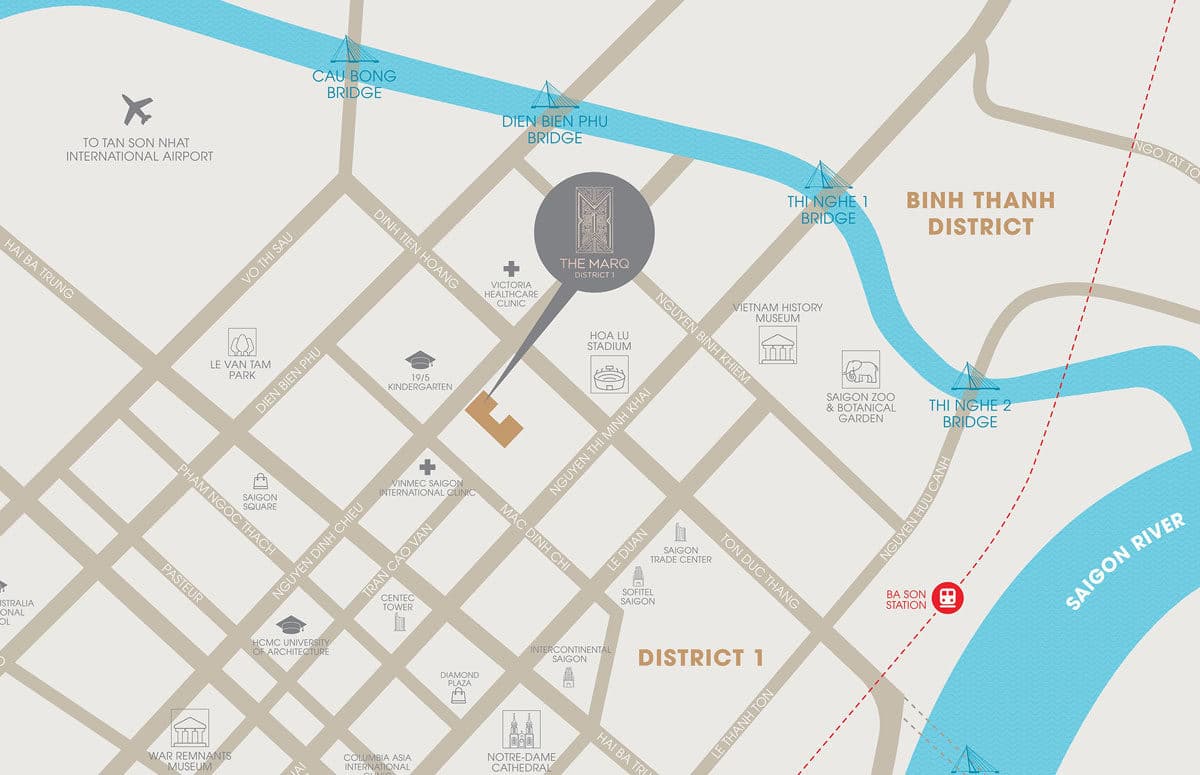 CAU BONG
BRIDGE
DIEN BIEN PHU
BRIDGE
TO TAN SON NHAT
INTERNATIONAL AIRPORT
NGO TAT TO
THI NGHE 1
BRIDGE
BINH THANH
DISTRICT
HAI BA TRUNG
VO THI SAU
DINH TIEN HOANG
THE MARQ
DISTRICT 1
VICTORIA
HEALTHCARE
CLINIC
NGUYEN BINH KHIEM
VIETNAM HISTORY
MUSEUM
HOA LU
STADIUM
LE VAN TAM
PARK
DIEN BIEN PHU
19/5
KINDERGARTEN
SAIGON ZOO
& BOTANICAL
GARDEN
THI NGHE 2
BRIDGE
NGUYEN THI MINH KHAI
PHAM NGOC THACH
SAIGON
SQUARE
VINMEC SAIGON
INTERNATIONAL CLINIC
NGUYEN HUU CANH
NGUYEN DINH CHIEU
TRAN CAO VAN
MAC DINH CHI
LE DUAN
SAIGON
TRADE CENTER
TON DUC THANG
SAIGON RIVER
PASTEUR
SOFITEL
SAIGON
BA SON
STATION
CENTEC
TOWER
HCMC UNIVERSITY
OF ARCHITECTURE
INTERCONTINENTAL
SAIGON
DISTRICT 1
DIAMOND
PLAZA
LE THANH TON
WAR REMNANTS
MUSEUM
COLUMBIA ASIA
INTERNATIONAL
NOTRE-DAME
CATHEDRAL
HAI BA TRUNG